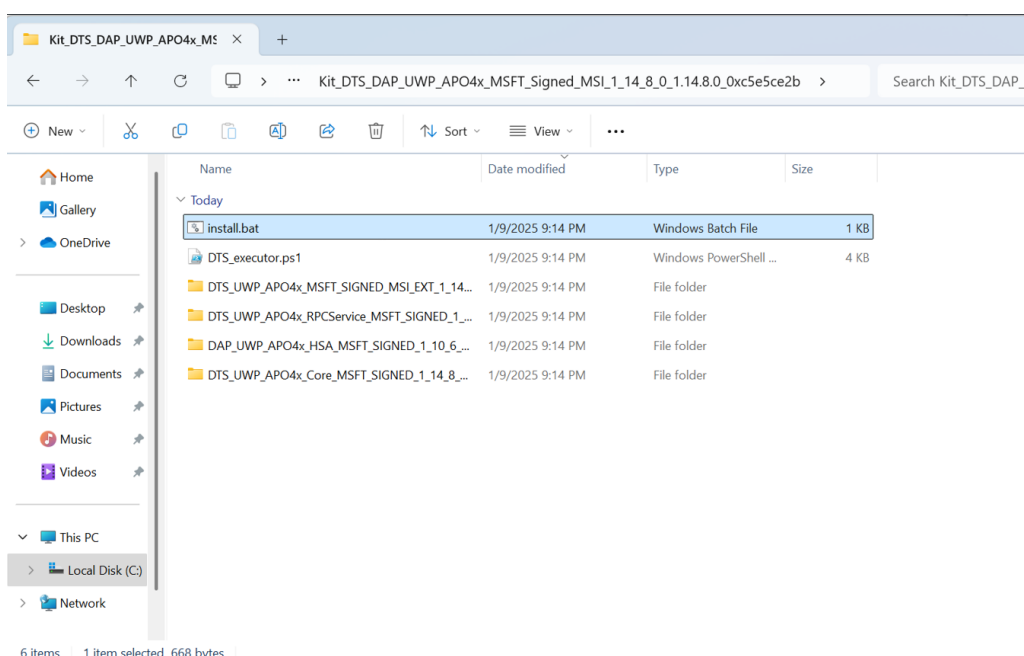 Kit_DTS_DAP_UWP_APO4x_MS
Kit_DTS_DAP_UWP_APO4x_MSFT_Signed_MSI_1_14_8_0_1.14.8.0_0xc5e5ce2b
Search Kit_DTS_DAP_
New
Sort
View
Name Date modified Type Size
Home
Gallery
OneDrive
Desktop
Downloads
Documents
Pictures
Music
Videos
This PC
Local Disk (C:)
Network
Today
install.bat 1/9/2025 9:14 PM Windows Batch File 1 KB
DTS_executor.ps1 1/9/2025 9:14 PM Windows PowerShell ... 4 KB
DTS_UWP_APO4x_MSFT_SIGNED_MSI_EXT_1_14... 1/9/2025 9:14 PM File folder
DTS_UWP_APO4x_RPCService_MSFT_SIGNED_1_... 1/9/2025 9:14 PM File folder
DAP_UWP_APO4x_HSA_MSFT_SIGNED_1_10_6_... 1/9/2025 9:14 PM File folder
DTS_UWP_APO4x_Core_MSFT_SIGNED_1_14_8_... 1/9/2025 9:14 PM File folder
6 items 1 item selected 668 bytes